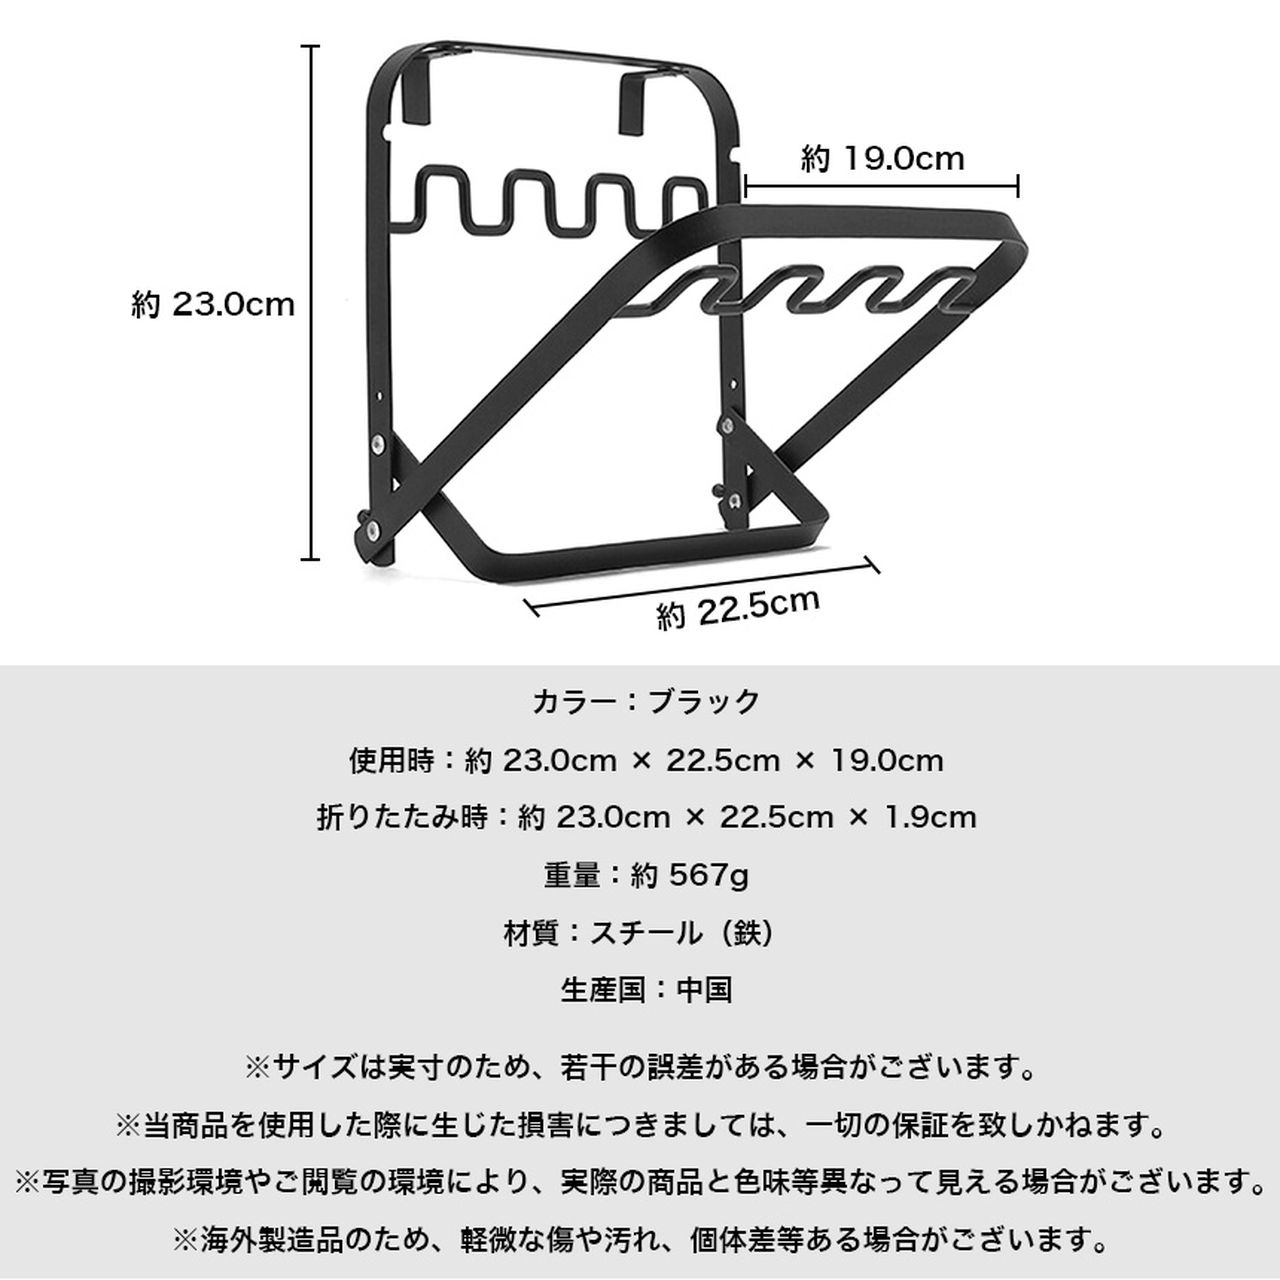 約 19.0cm
約 23.0cm
約 22.5cm
カラー：ブラック
使用時：約 23.0cm × 22.5cm × 19.0cm
折りたたみ時：約 23.0cm × 22.5cm × 1.9cm
重量：約 567g
材質：スチール（鉄）
生産国：中国
※サイズは実寸のため、若干の誤差がある場合がございます。
※当商品を使用した際に生じた損害につきましては、一切の保証を致しかねます。
※写真の撮影環境やご閲覧の環境により、実際の商品と色味等異なって見える場合がございます。
※海外製造品のため、軽微な傷や汚れ、個体差等ある場合がございます。